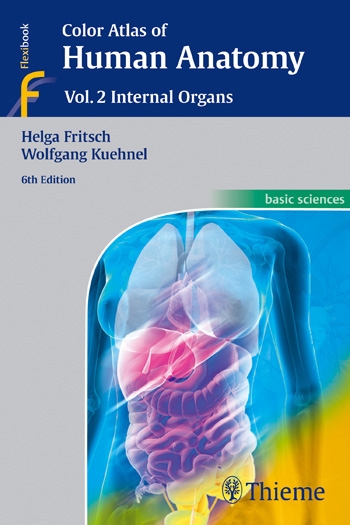 Flexibook
Color Atlas of
Human Anatomy
Vol. 2 Internal Organs
Helga Fritsch
Wolfgang Kuehnel
6th Edition
basic sciences
Thieme